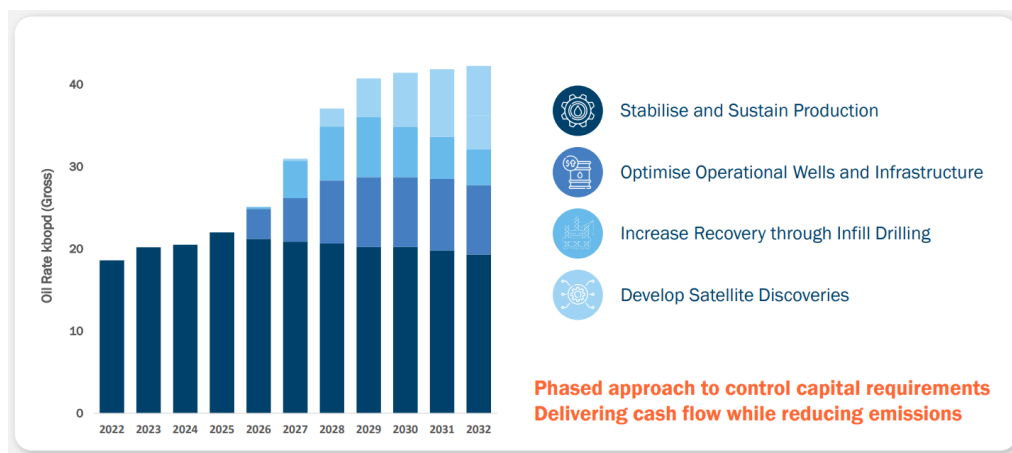 Oil Rate kbopd (Gross)
40
30
20
10
0
2022 2023 2024 2025 2026 2027 2028 2029 2030 2031 2032
Stabilise and Sustain Production
Optimise Operational Wells and Infrastructure
Increase Recovery through Infill Drilling
Develop Satellite Discoveries
Phased approach to control capital requirements
Delivering cash flow while reducing emissions